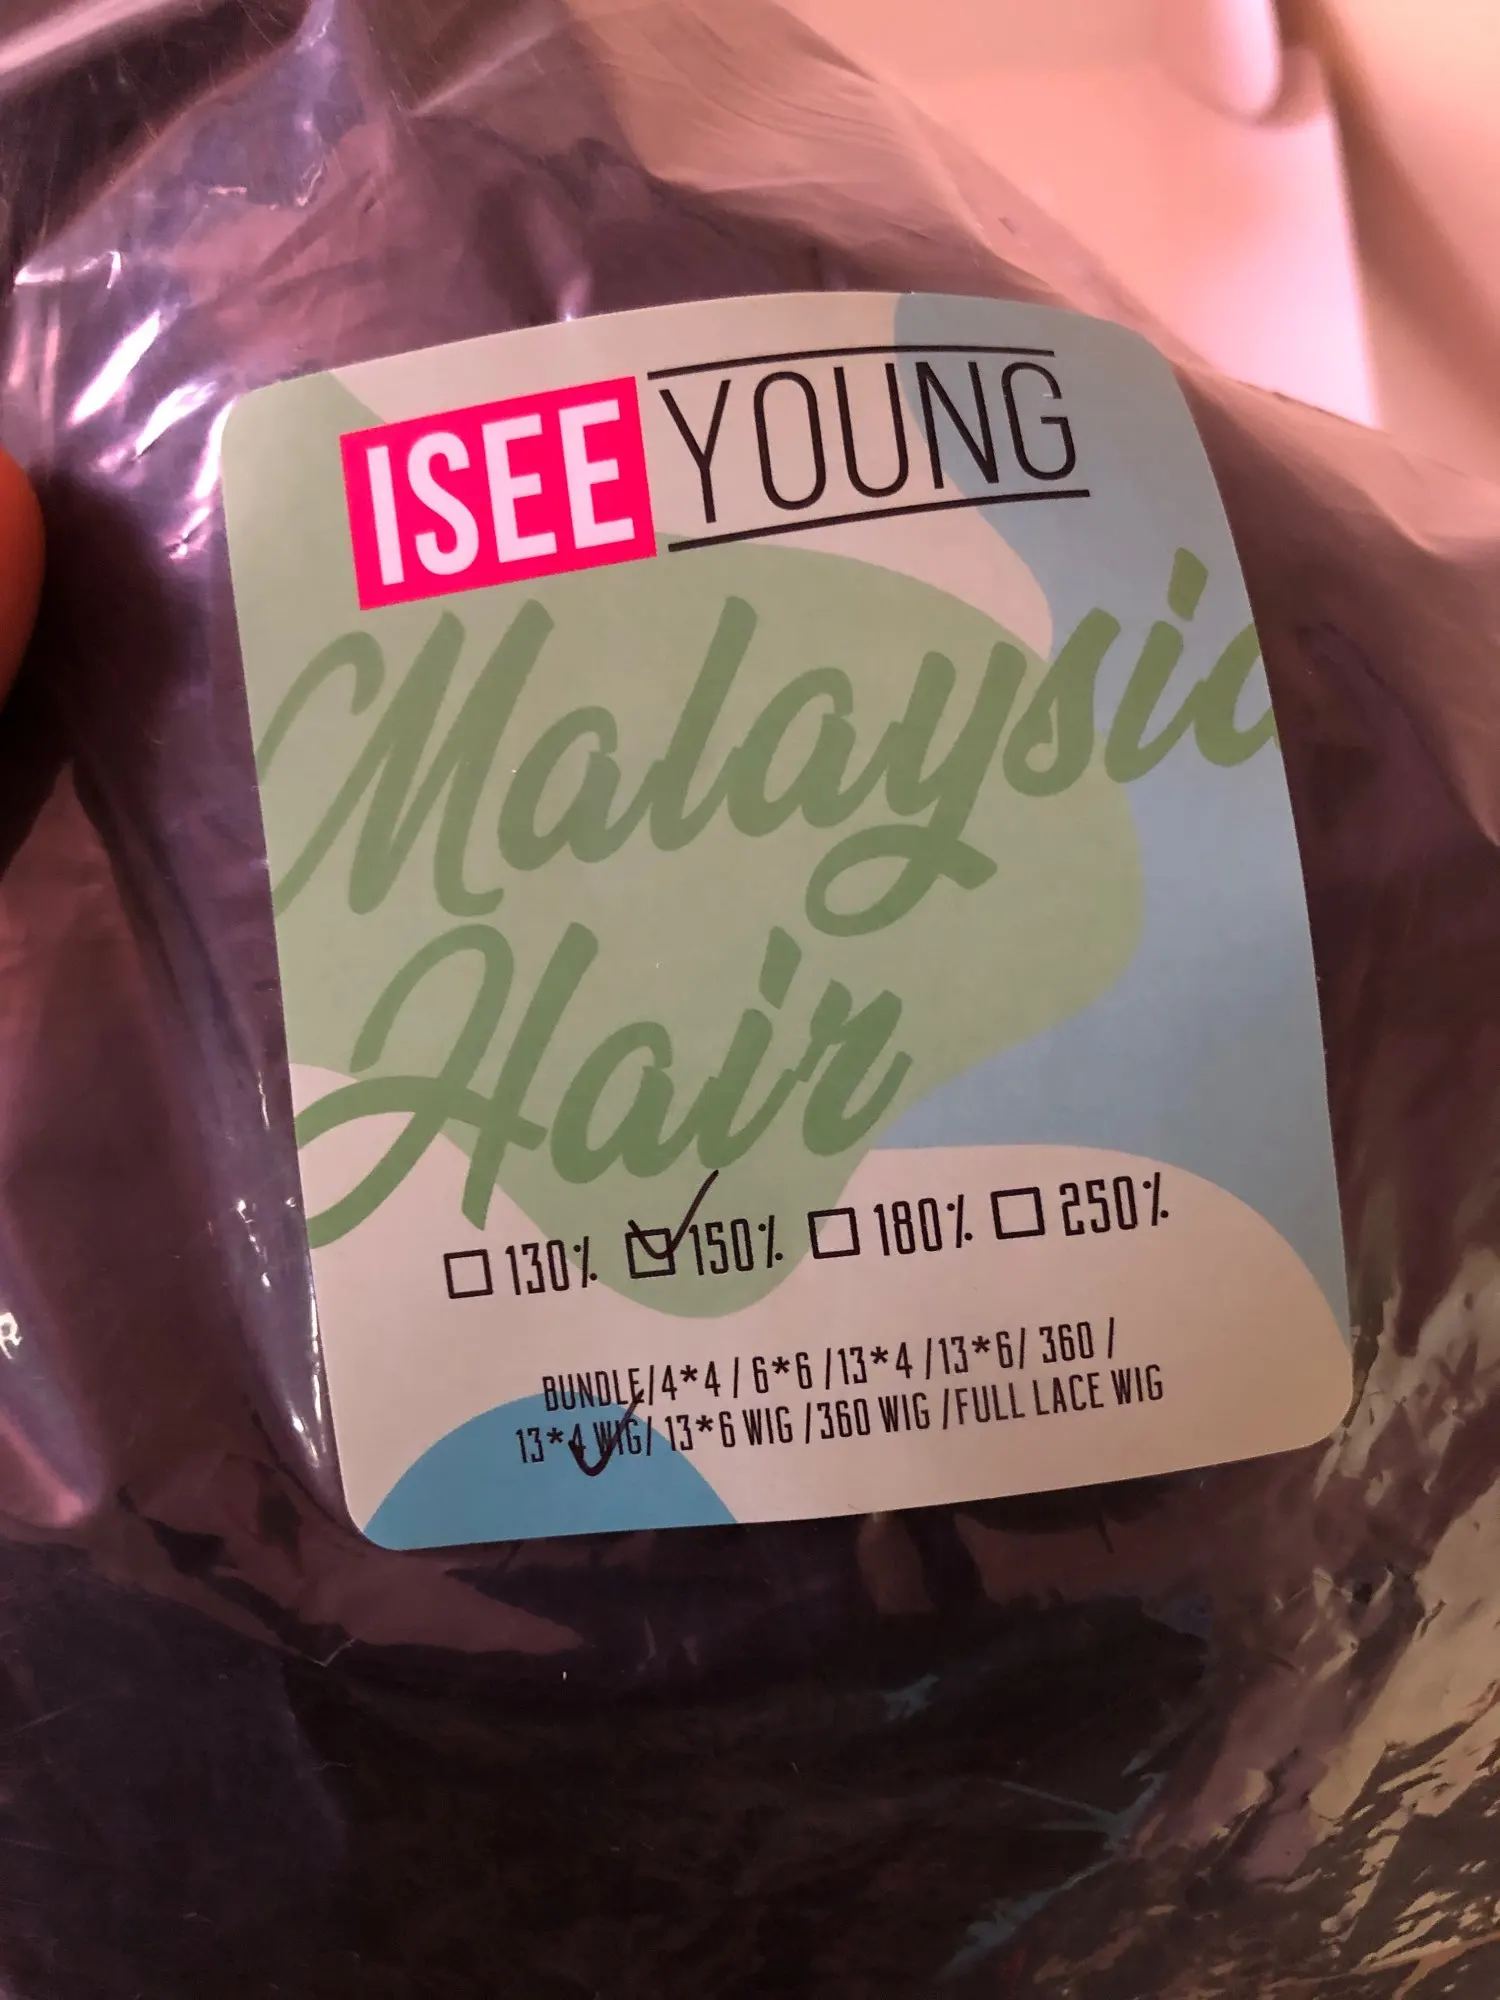 ISEE YOUNG
Malaysia
Hair
130% 150% 180% 250%
BUNDLE/4*4 / 6*6 /13*4 /13*6/ 360 /
13*4 WIG/ 13*6 WIG /360 WIG /FULL LACE WIG